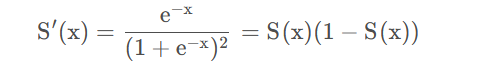 S′(x) = e^{−x} / (1 + e^{−x})² = S(x)(1 − S(x))